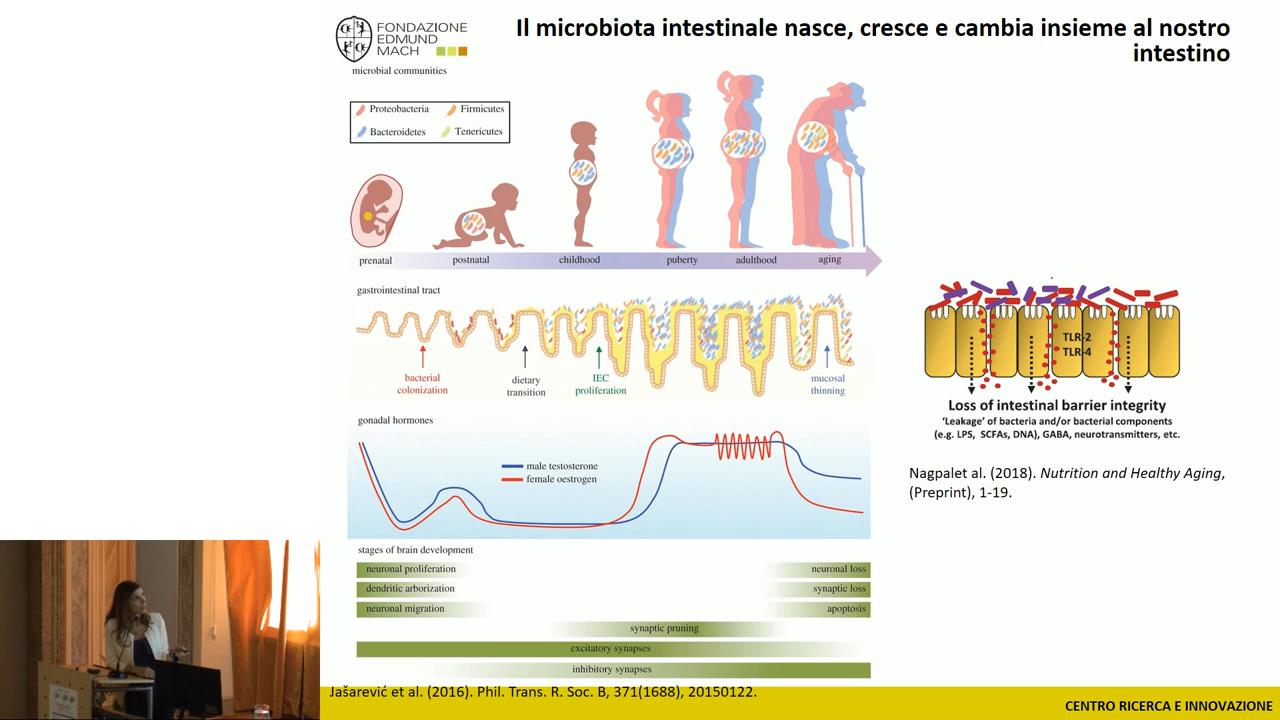 FONDAZIONE
EDMUND
MACH
Il microbiota intestinale nasce, cresce e cambia insieme al nostro
intestino
microbial communities
Proteobacteria
Firmicutes
Bacteroidetes
Tenericutes
prenatal
postnatal
childhood
puberty
adulthood
aging
gastrointestinal tract
bacterial
colonization
dietary
transition
IEC
proliferation
mucosal
thinning
gonadal hormones
male testosterone
female oestrogen
stages of brain development
neuronal proliferation
neuronal loss
dendritic arborization
synaptic loss
neuronal migration
apoptosis
synaptic pruning
excitatory synapses
inhibitory synapses
TLR-2
TLR-4
Loss of intestinal barrier integrity
'Leakage' of bacteria and/or bacterial components
(e.g. LPS, SCFAs, DNA), GABA, neurotransmitters, etc.
Nagpalet al. (2018). Nutrition and Healthy Aging,
(Preprint), 1-19.
Jašarević et al. (2016). Phil. Trans. R. Soc. B, 371(1688), 20150122.
CENTRO RICERCA E INNOVAZIONE